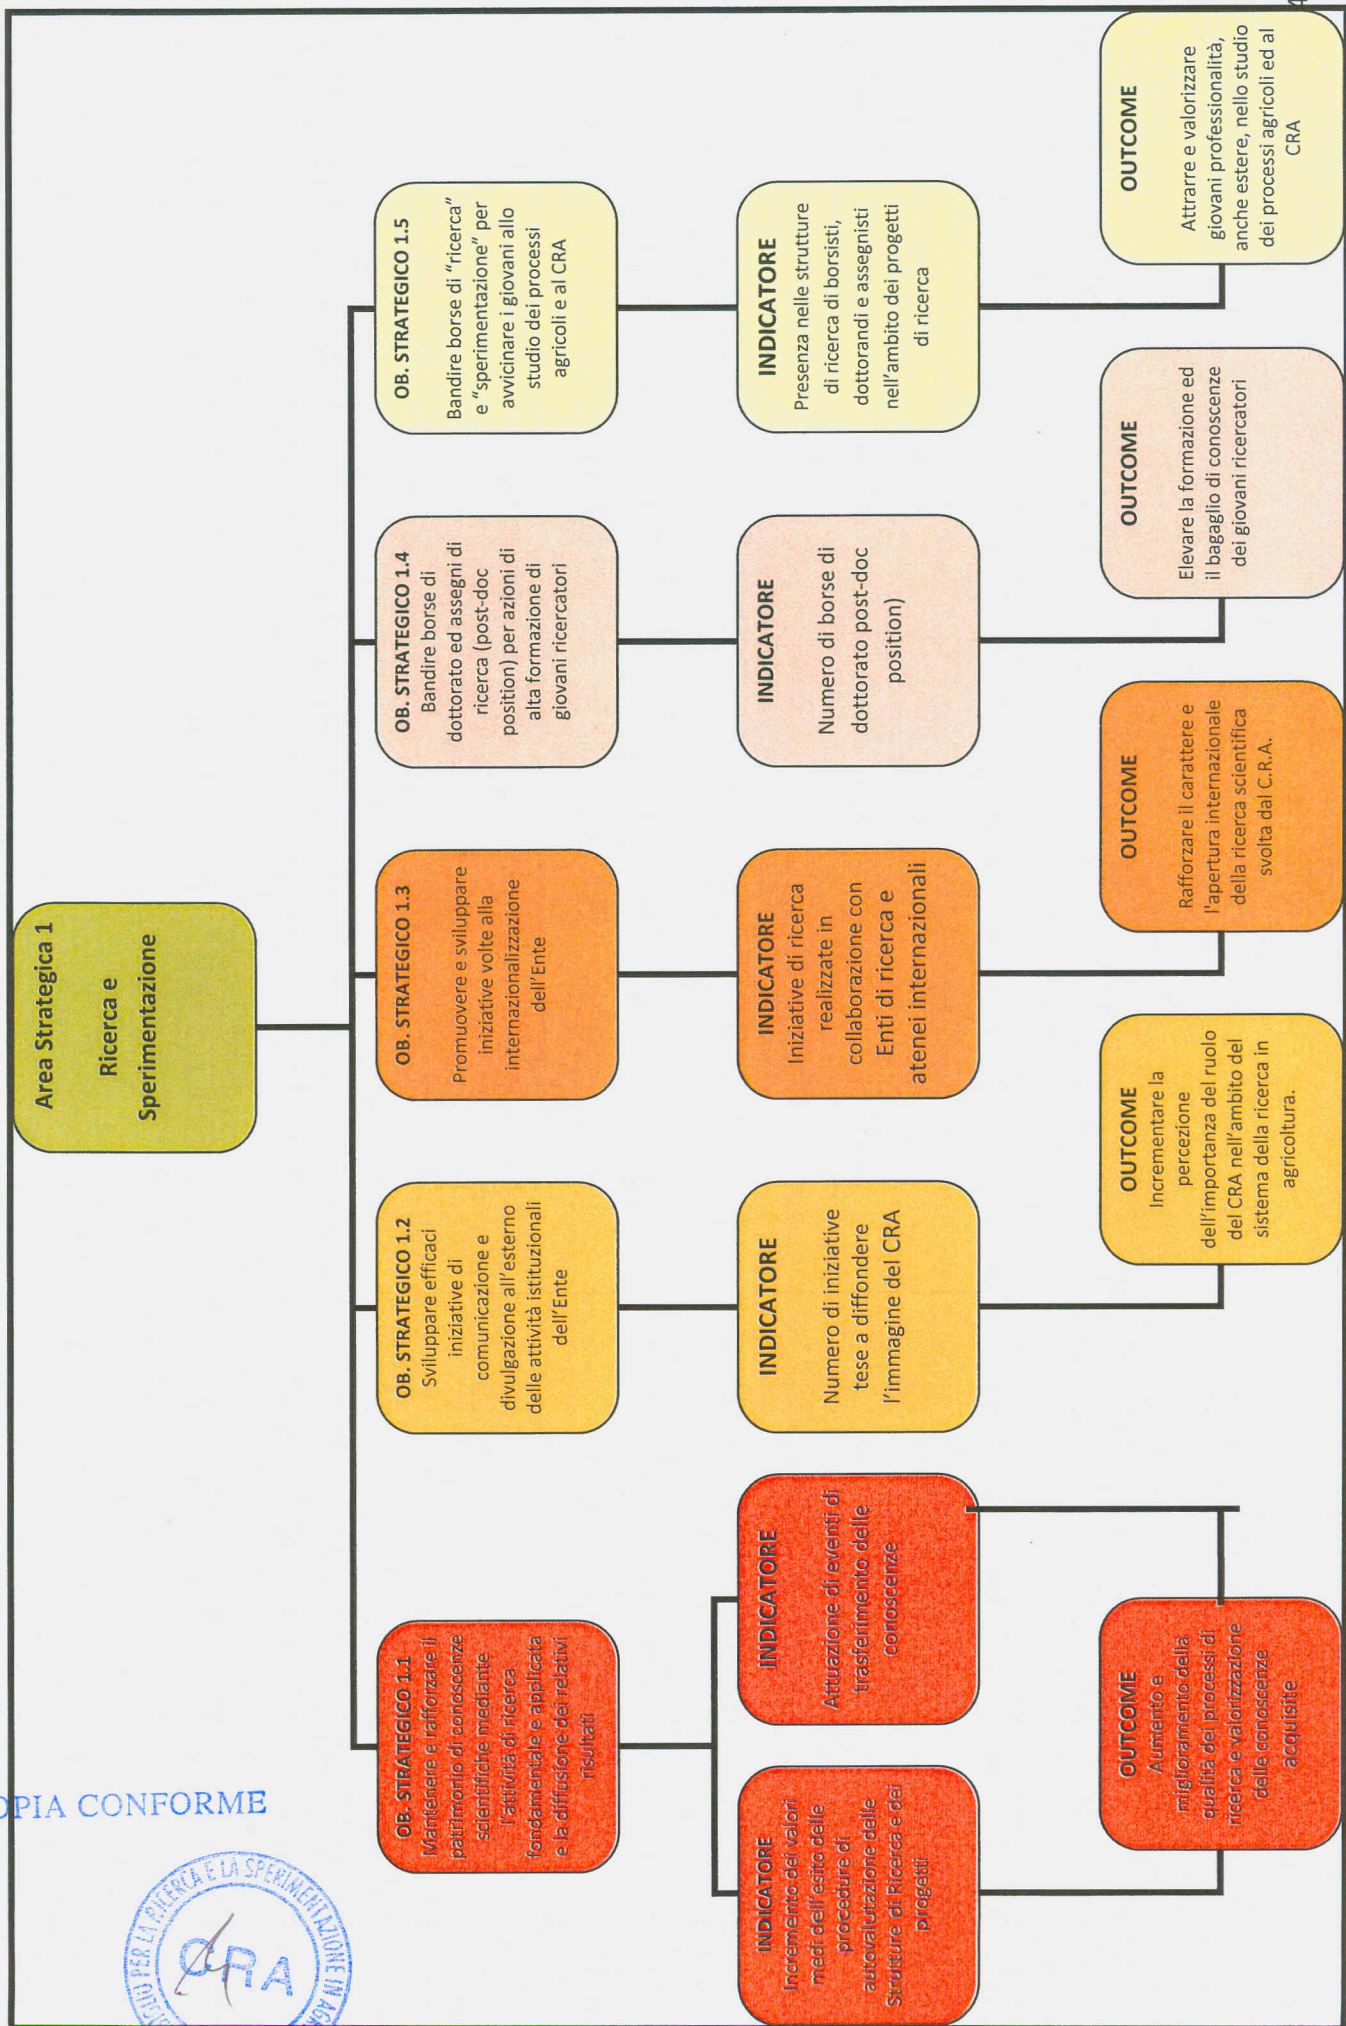 Area Strategica 1
Ricerca e
Sperimentazione
OB. STRATEGICO 1.1
Mantenere e rafforzare il
patrimonio di conoscenze
scientifiche mediante
l'attività di ricerca
fondamentale e applicata
e la diffusione dei relativi
risultati
OB. STRATEGICO 1.2
Sviluppare efficaci
iniziative di
comunicazione e
divulgazione all'esterno
delle attività istituzionali
dell'Ente
OB. STRATEGICO 1.3
Promuovere e sviluppare
iniziative volte alla
internazionalizzazione
dell'Ente
OB. STRATEGICO 1.4
Bandire borse di
dottorato ed assegni di
ricerca (post-doc
position) per azioni di
alta formazione di
giovani ricercatori
OB. STRATEGICO 1.5
Bandire borse di "ricerca"
e "sperimentazione" per
avvicinare i giovani allo
studio dei processi
agricoli e al CRA
INDICATORE
Incremento dei valori
medi dell'esito delle
procedure di
autovalutazione delle
Strutture di Ricerca e dei
progetti
INDICATORE
Attuazione di eventi di
trasferimento delle
conoscenze
INDICATORE
Numero di iniziative
tese a diffondere
l'immagine del CRA
INDICATORE
Iniziative di ricerca
realizzate in
collaborazione con
Enti di ricerca e
atenei internazionali
INDICATORE
Numero di borse di
dottorato post-doc
position)
INDICATORE
Presenza nelle strutture
di ricerca di borsisti,
dottorandi e assegnisti
nell'ambito dei progetti
di ricerca
OUTCOME
Aumento e
miglioramento della
qualità dei processi di
ricerca e valorizzazione
delle conoscenze
acquisite
OUTCOME
Incrementare la
percezione
dell'importanza del ruolo
del CRA nell'ambito del
sistema della ricerca in
agricoltura.
OUTCOME
Rafforzare il carattere e
l'apertura internazionale
della ricerca scientifica
svolta dal C.R.A.
OUTCOME
Elevare la formazione ed
il bagaglio di conoscenze
dei giovani ricercatori
OUTCOME
Attrarre e valorizzare
giovani professionalità,
anche estere, nello studio
dei processi agricoli ed al
CRA
OPIA CONFORME
PER LA RICERCA E LA SPERIMENTAZIONE IN AGR
CRA